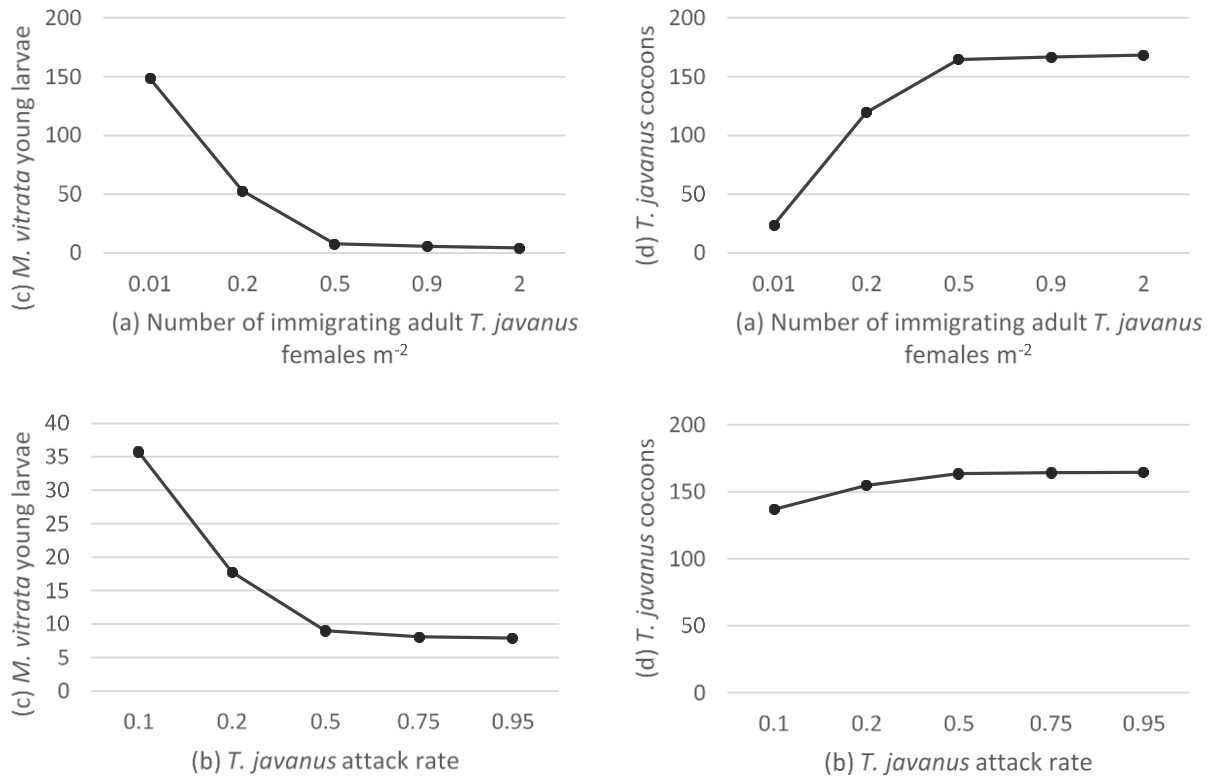 (c) M. vitrata young larvae
200
150
100
50
0
0.01 0.2 0.5 0.9 2
(a) Number of immigrating adult T. javanus
females m-2
(d) T. javanus cocoons
200
150
100
50
0
0.01 0.2 0.5 0.9 2
(a) Number of immigrating adult T. javanus
females m-2
(c) M. vitrata young larvae
40
35
30
25
20
15
10
5
0
0.1 0.2 0.5 0.75 0.95
(b) T. javanus attack rate
(d) T. javanus cocoons
200
150
100
50
0
0.1 0.2 0.5 0.75 0.95
(b) T. javanus attack rate